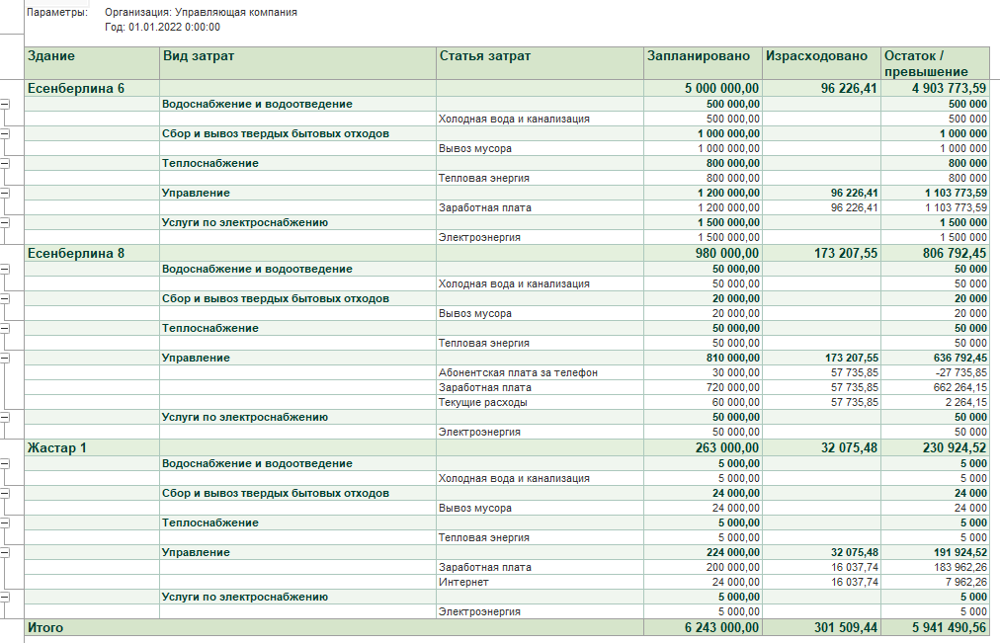 Параметры: Организация: Управляющая компания
Год: 01.01.2022 0:00:00
Здание Вид затрат Статья затрат Запланировано Израсходовано Остаток /
превышение
Есенберлина 6 5 000 000,00 96 226,41 4 903 773,59
Водоснабжение и водоотведение 500 000,00 500 000
Холодная вода и канализация 500 000,00 500 000
Сбор и вывоз твердых бытовых отходов 1 000 000,00 1 000 000
Вывоз мусора 1 000 000,00 1 000 000
Теплоснабжение 800 000,00 800 000
Тепловая энергия 800 000,00 800 000
Управление 1 200 000,00 96 226,41 1 103 773,59
Заработная плата 1 200 000,00 96 226,41 1 103 773,59
Услуги по электроснабжению 1 500 000,00 1 500 000
Электроэнергия 1 500 000,00 1 500 000
Есенберлина 8 980 000,00 173 207,55 806 792,45
Водоснабжение и водоотведение 50 000,00 50 000
Холодная вода и канализация 50 000,00 50 000
Сбор и вывоз твердых бытовых отходов 20 000,00 20 000
Вывоз мусора 20 000,00 20 000
Теплоснабжение 50 000,00 50 000
Тепловая энергия 50 000,00 50 000
Управление 810 000,00 173 207,55 636 792,45
Абонентская плата за телефон 30 000,00 57 735,85 -27 735,85
Заработная плата 720 000,00 57 735,85 662 264,15
Текущие расходы 60 000,00 57 735,85 2 264,15
Услуги по электроснабжению 50 000,00 50 000
Электроэнергия 50 000,00 50 000
Жастар 1 263 000,00 32 075,48 230 924,52
Водоснабжение и водоотведение 5 000,00 5 000
Холодная вода и канализация 5 000,00 5 000
Сбор и вывоз твердых бытовых отходов 24 000,00 24 000
Вывоз мусора 24 000,00 24 000
Теплоснабжение 5 000,00 5 000
Тепловая энергия 5 000,00 5 000
Управление 224 000,00 32 075,48 191 924,52
Заработная плата 200 000,00 16 037,74 183 962,26
Интернет 24 000,00 16 037,74 7 962,26
Услуги по электроснабжению 5 000,00 5 000
Электроэнергия 5 000,00 5 000
Итого 6 243 000,00 301 509,44 5 941 490,56